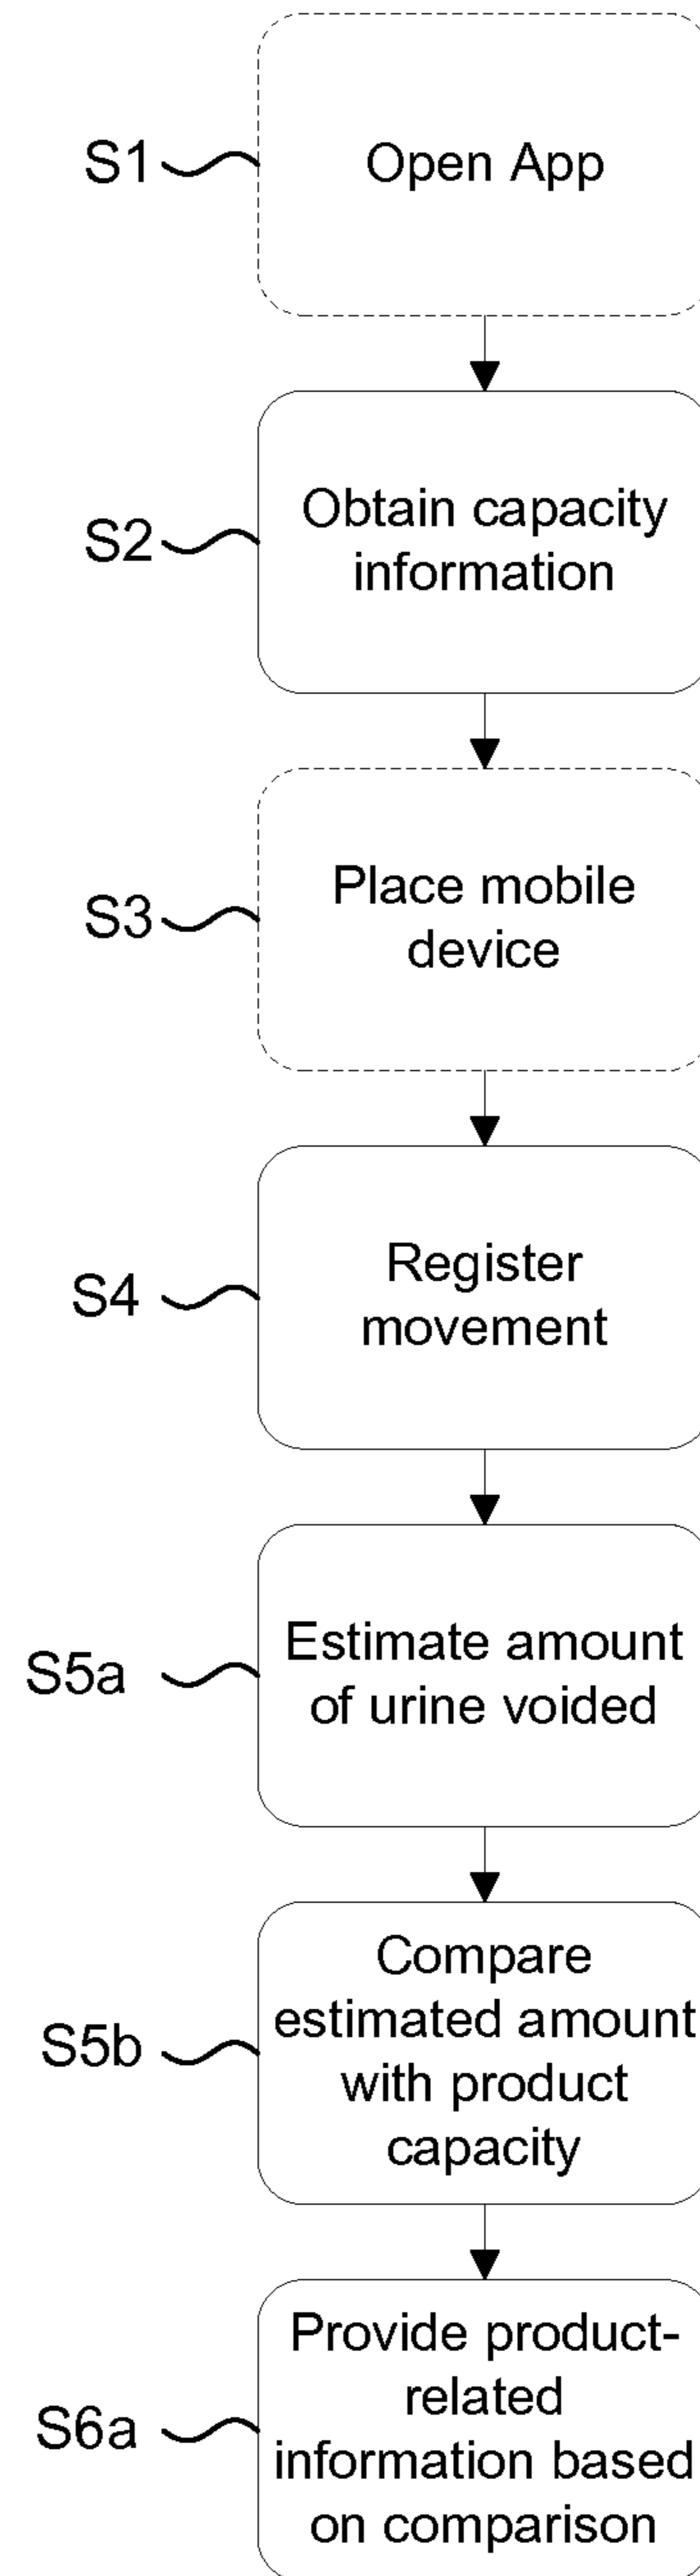 S1
Open App
S2
Obtain capacity
information
S3
Place mobile
device
S4
Register
movement
S5a
Estimate amount
of urine voided
S5b
Compare
estimated amount
with product
capacity
S6a
Provide product-
related
information based
on comparison